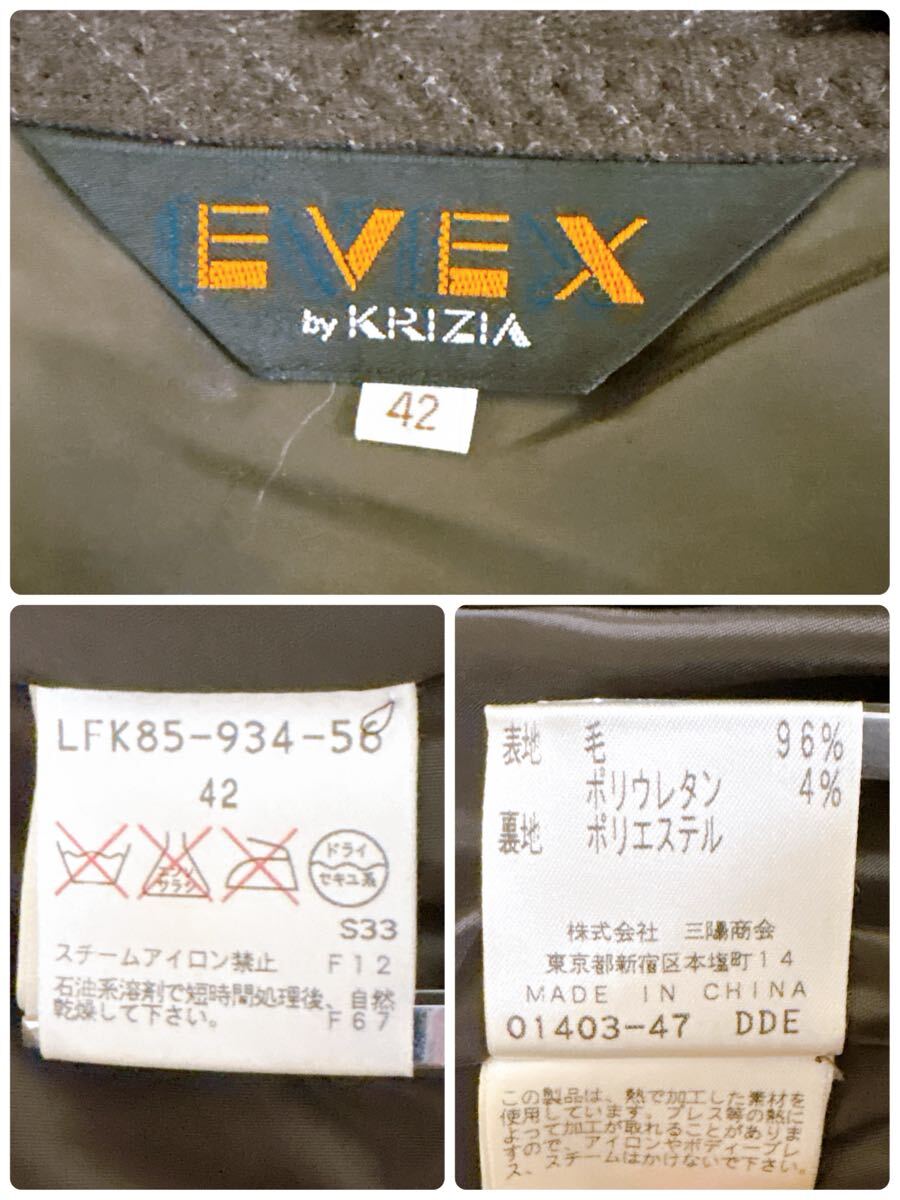 EVEX
by KRIZIA
42
LFK85-934-56
42
エンソ
サラシ
ドライ
セキユ系
S33
スチームアイロン禁止 F12
石油系溶剤で短時間処理後、自然
乾燥して下さい。 F67
表地 毛 96%
ポリウレタン 4%
裏地 ポリエステル
株式会社 三陽商会
東京都新宿区本塩町14
MADE IN CHINA
01403-47 DDE
この製品は、熱で加工した素材を
使用しています。プレス等の熱に
よって加工が取れることがありま
すので、アイロンやボディープレ
ス、スチームはかけないで下さい。